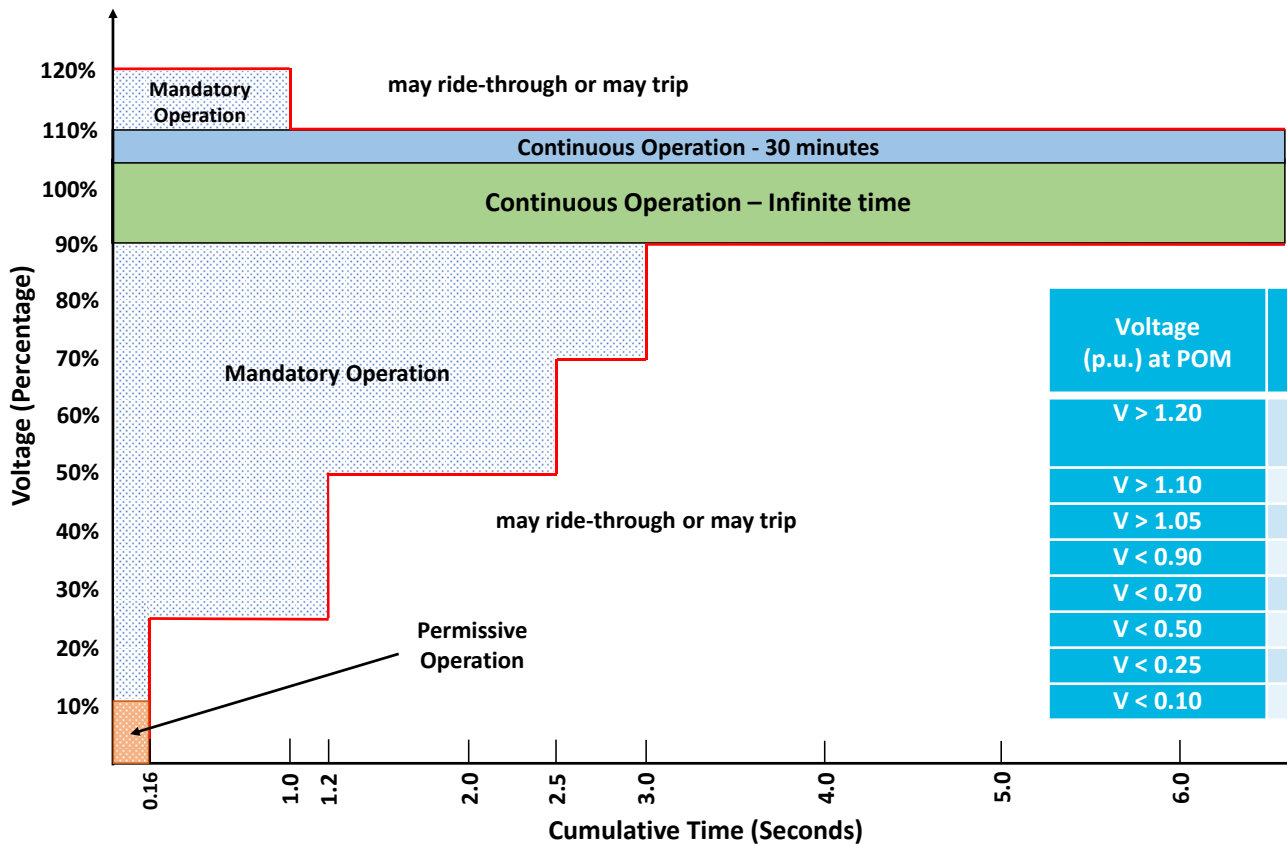 120%
Mandatory
Operation
may ride-through or may trip
110%
Continuous Operation - 30 minutes
100%
Continuous Operation – Infinite time
90%
80%
70%
60%
50%
40%
30%
20%
10%
Voltage (Percentage)
Mandatory Operation
may ride-through or may trip
Permissive
Operation
Voltage
(p.u.) at POM
V > 1.20
V > 1.10
V > 1.05
V < 0.90
V < 0.70
V < 0.50
V < 0.25
V < 0.10
0.16
1.0
1.2
2.0
2.5
3.0
4.0
5.0
6.0
Cumulative Time (Seconds)